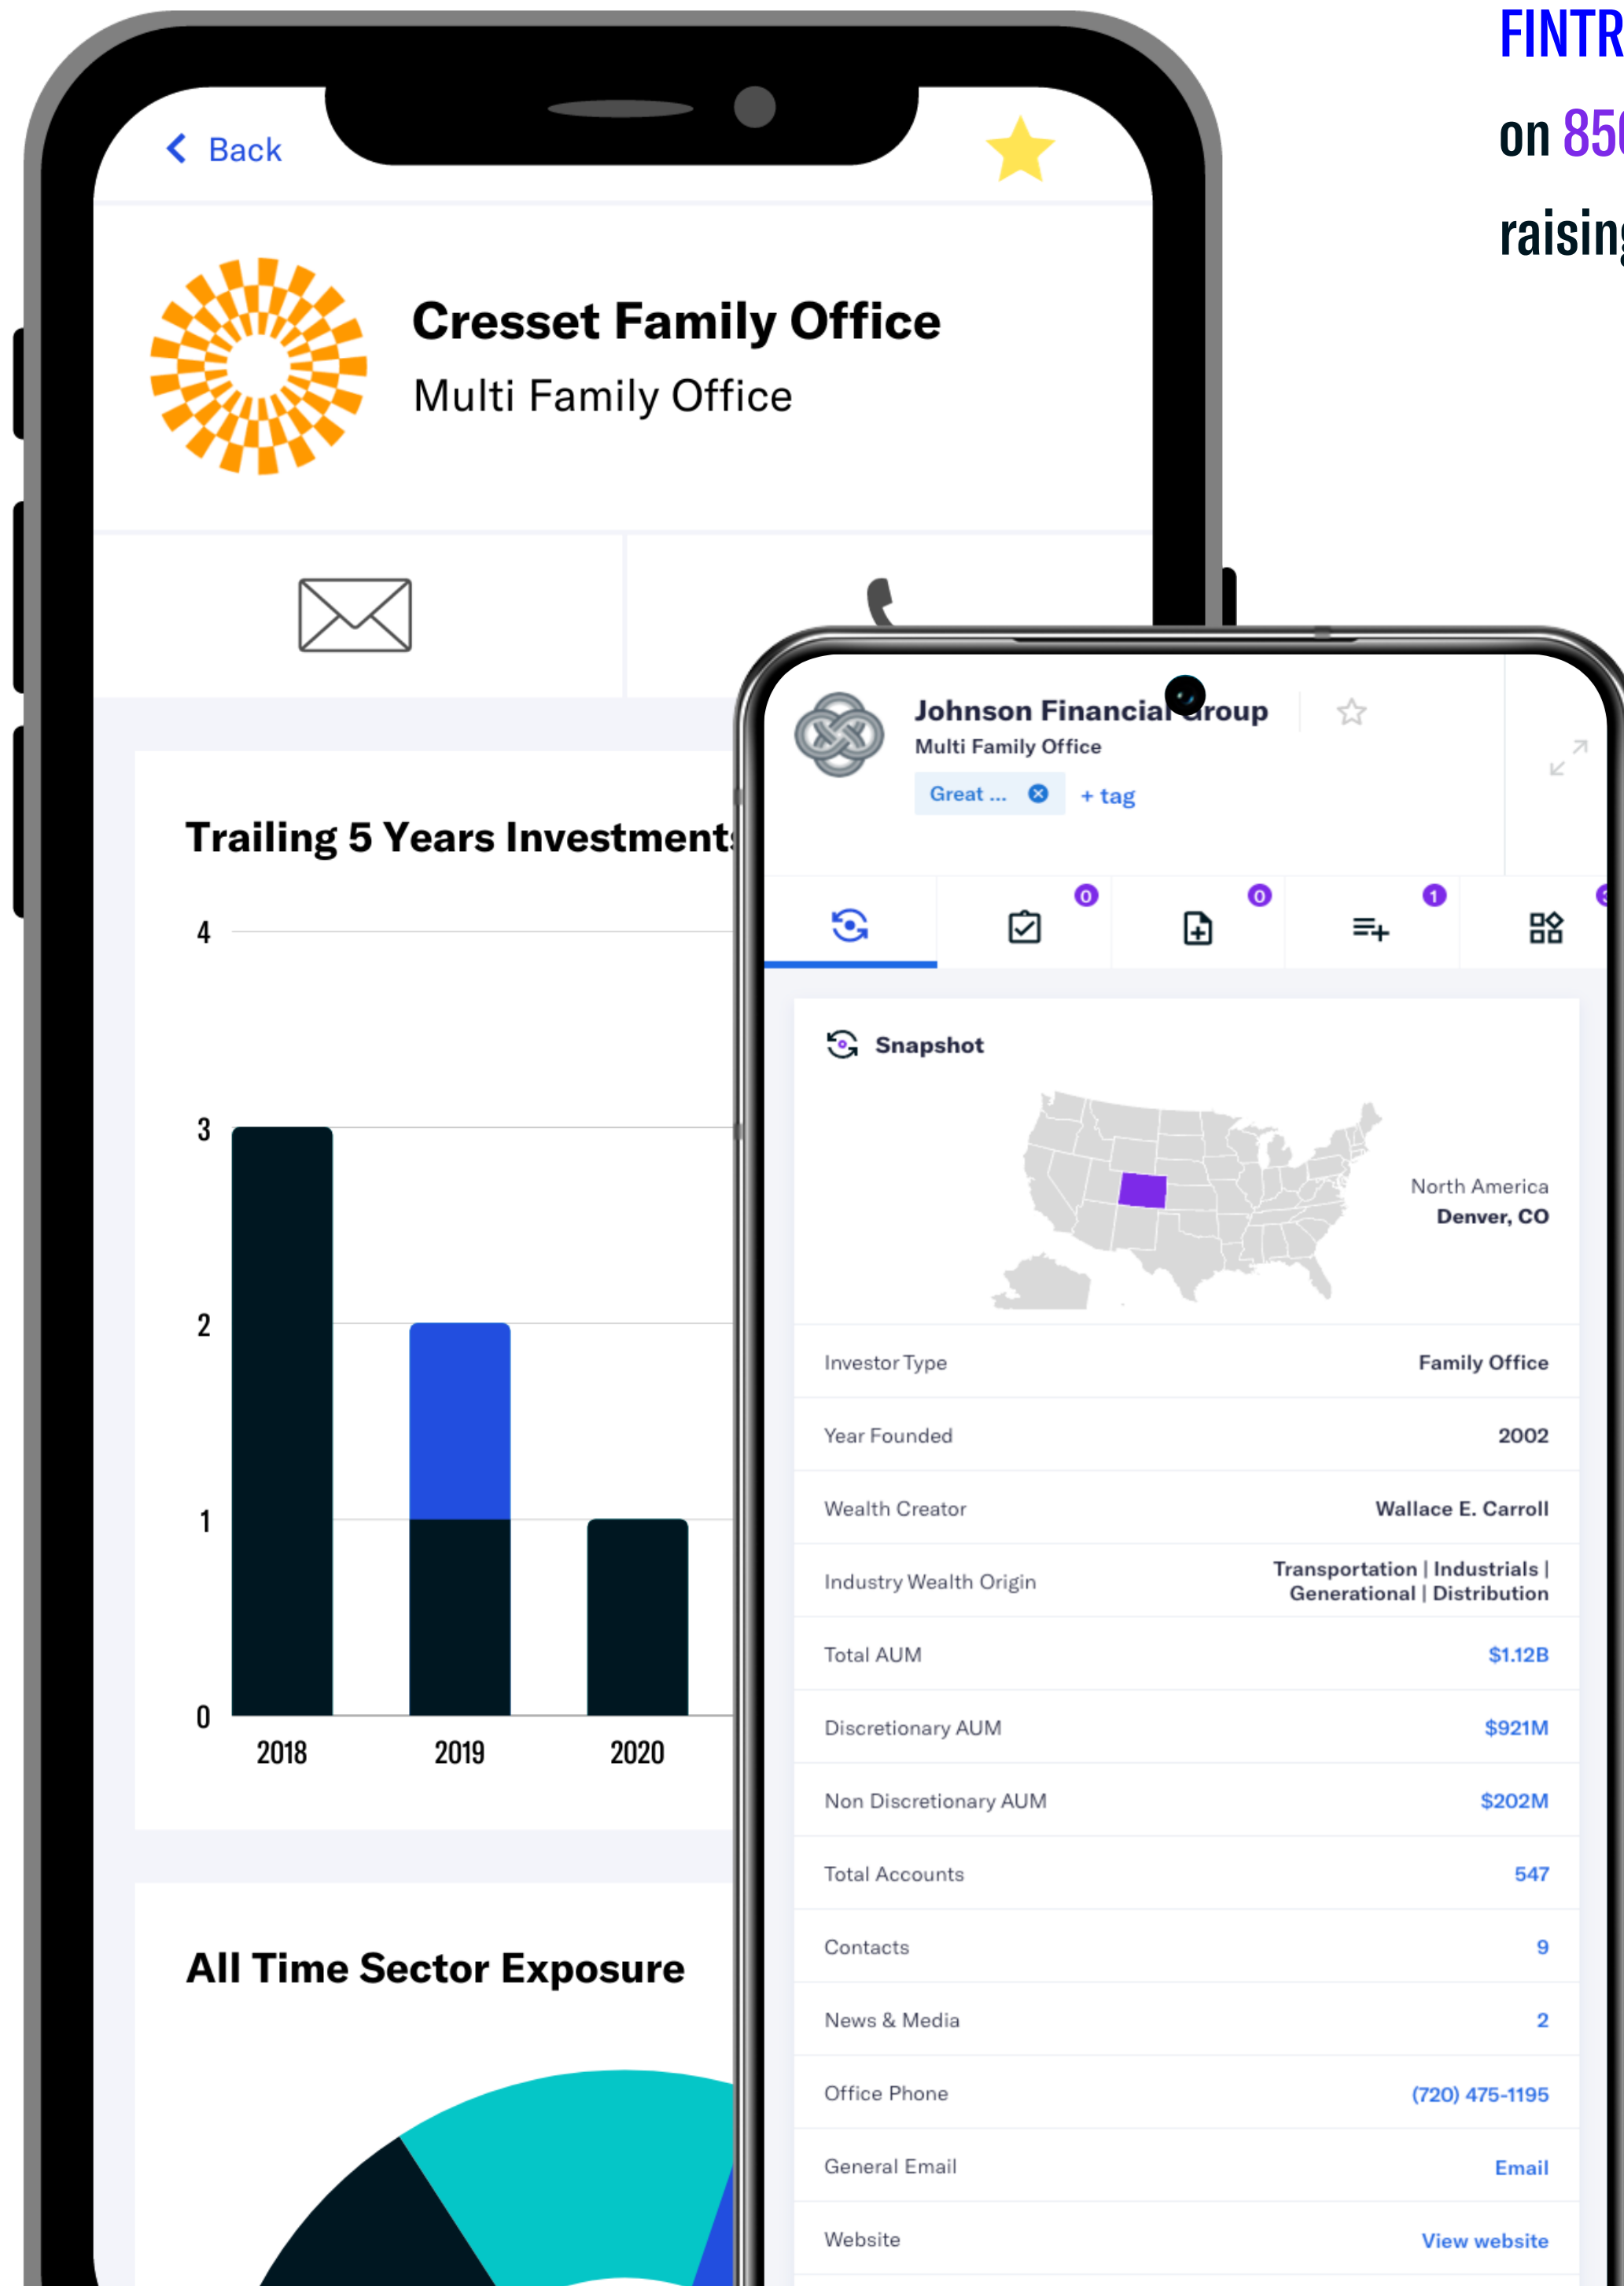 FINTR
on 850
raising
Back
Cresset Family Office
Multi Family Office
Trailing 5 Years Investments
4
3
2
1
0
2018 2019 2020
All Time Sector Exposure
Johnson Financial Group
Multi Family Office
Great ... + tag
0 0 1 3
Snapshot
North America
Denver, CO
Investor Type Family Office
Year Founded 2002
Wealth Creator Wallace E. Carroll
Industry Wealth Origin Transportation | Industrials |
Generational | Distribution
Total AUM $1.12B
Discretionary AUM $921M
Non Discretionary AUM $202M
Total Accounts 547
Contacts 9
News & Media 2
Office Phone (720) 475-1195
General Email Email
Website View website